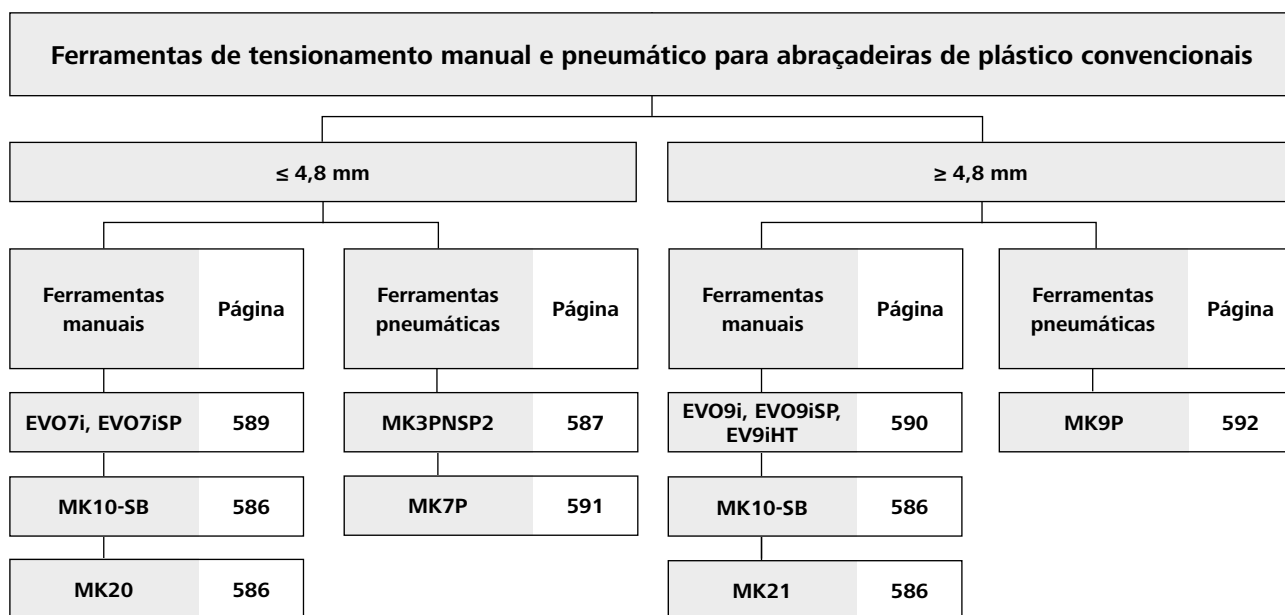 Ferramentas de tensionamento manual e pneumático para abraçadeiras de plástico convencionais
≤ 4,8 mm
Ferramentas
manuais
Página
EVO7i, EVO7iSP
589
MK10-SB
586
MK20
586
Ferramentas
pneumáticas
Página
MK3PNSP2
587
MK7P
591
≥ 4,8 mm
Ferramentas
manuais
Página
EVO9i, EVO9iSP,
EV9iHT
590
MK10-SB
586
MK21
586
Ferramentas
pneumáticas
Página
MK9P
592